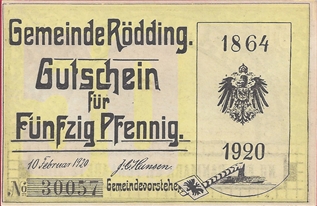 Gemeinde Rödding.
Gutschein
für
Fünfzig Pfennig.
10 Februar 1920
Gemeindevorsteher
No 30057
1864
1920